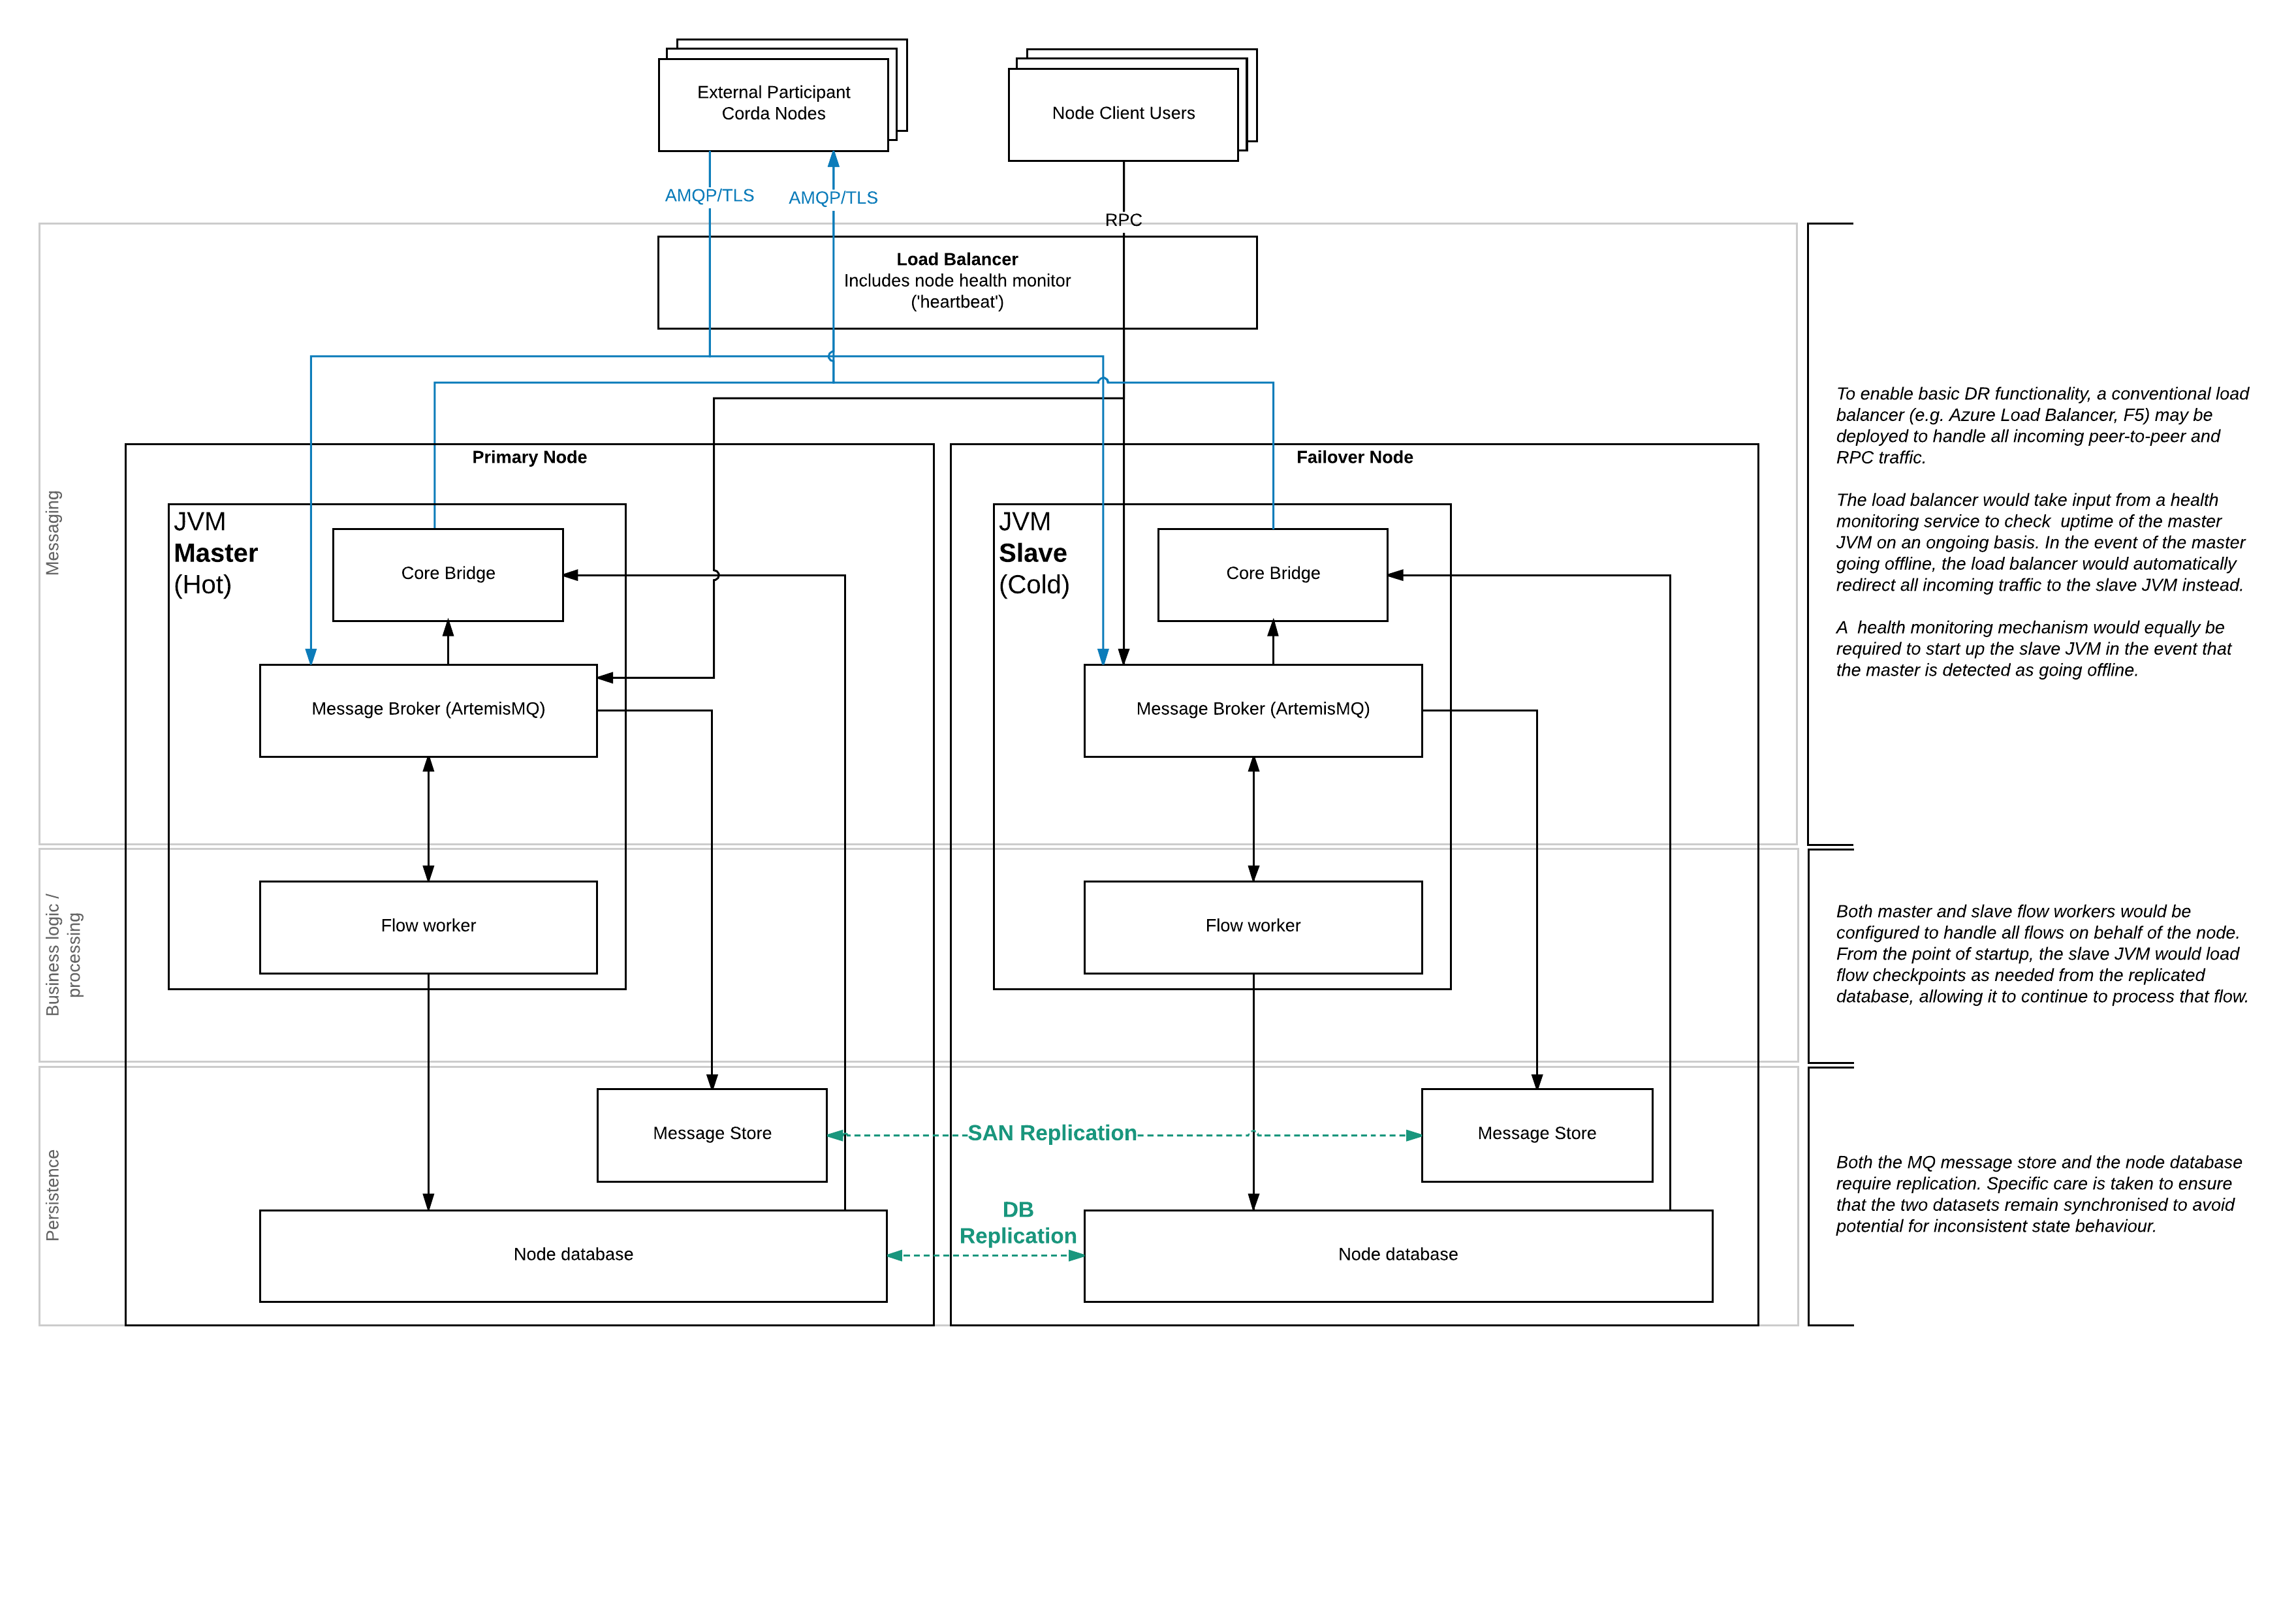 External Participant
Corda Nodes
Node Client Users
AMQP/TLS
AMQP/TLS
RPC
Load Balancer
Includes node health monitor
('heartbeat')
Messaging
Primary Node
JVM
Master
(Hot)
Core Bridge
Message Broker (ArtemisMQ)
Failover Node
JVM
Slave
(Cold)
Core Bridge
Message Broker (ArtemisMQ)
To enable basic DR functionality, a conventional load
balancer (e.g. Azure Load Balancer, F5) may be
deployed to handle all incoming peer-to-peer and
RPC traffic.
The load balancer would take input from a health
monitoring service to check  uptime of the master
JVM on an ongoing basis. In the event of the master
going offline, the load balancer would automatically
redirect all incoming traffic to the slave JVM instead.
A  health monitoring mechanism would equally be
required to start up the slave JVM in the event that
the master is detected as going offline.
Business logic /
processing
Flow worker
Flow worker
Both master and slave flow workers would be
configured to handle all flows on behalf of the node.
From the point of startup, the slave JVM would load
flow checkpoints as needed from the replicated
database, allowing it to continue to process that flow.
Persistence
Message Store
SAN Replication
Message Store
Node database
DB
Replication
Node database
Both the MQ message store and the node database
require replication. Specific care is taken to ensure
that the two datasets remain synchronised to avoid
potential for inconsistent state behaviour.